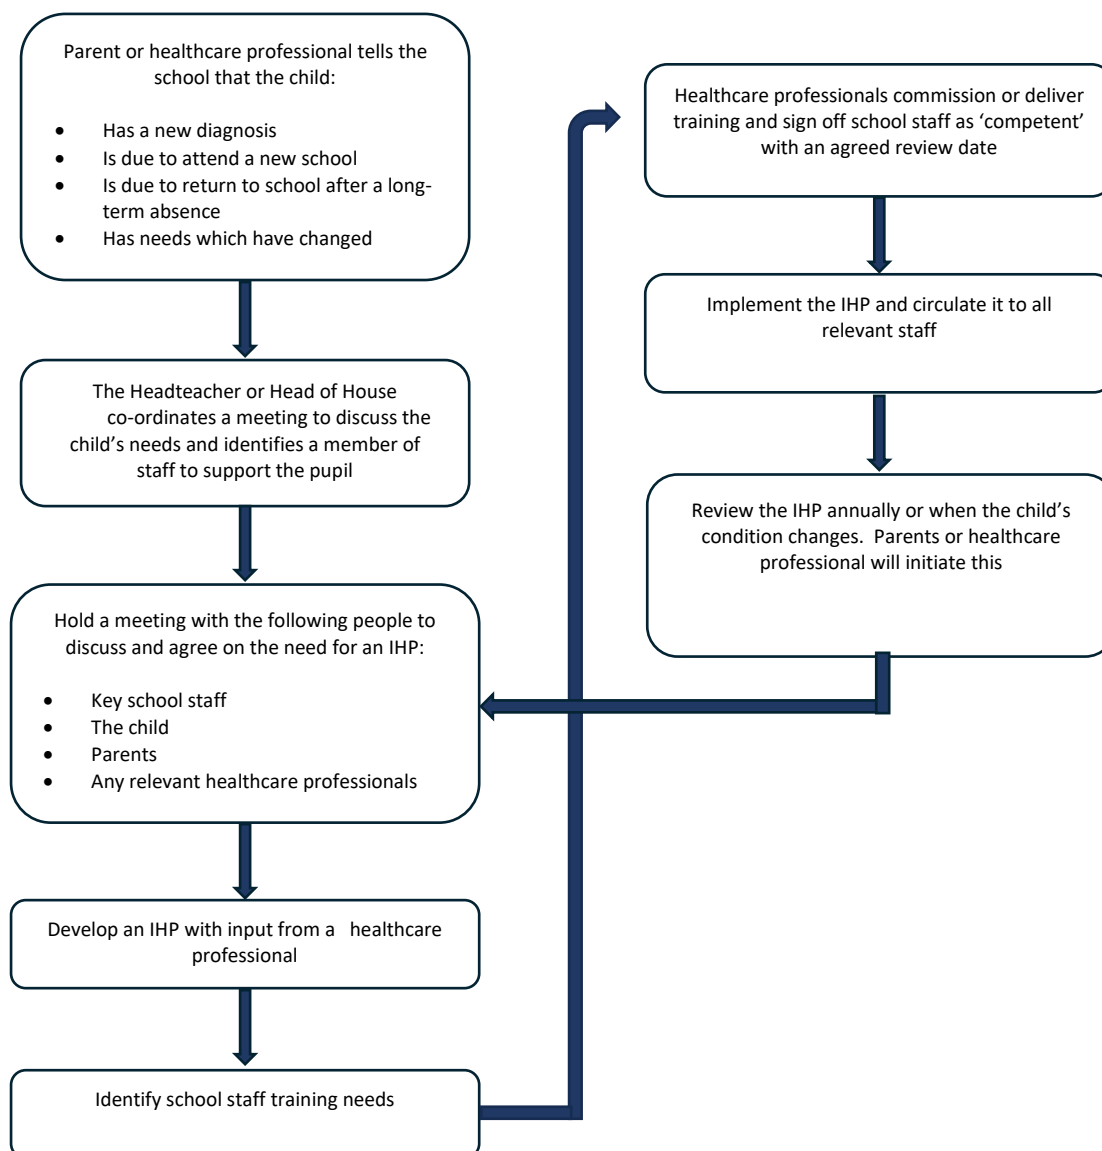 Parent or healthcare professional tells the
school that the child:
• Has a new diagnosis
• Is due to attend a new school
• Is due to return to school after a long-
term absence
• Has needs which have changed
The Headteacher or Head of House
co-ordinates a meeting to discuss the
child’s needs and identifies a member of
staff to support the pupil
Hold a meeting with the following people to
discuss and agree on the need for an IHP:
• Key school staff
• The child
• Parents
• Any relevant healthcare professionals
Develop an IHP with input from a healthcare
professional
Identify school staff training needs
Healthcare professionals commission or deliver
training and sign off school staff as ‘competent’
with an agreed review date
Implement the IHP and circulate it to all
relevant staff
Review the IHP annually or when the child’s
condition changes. Parents or healthcare
professional will initiate this